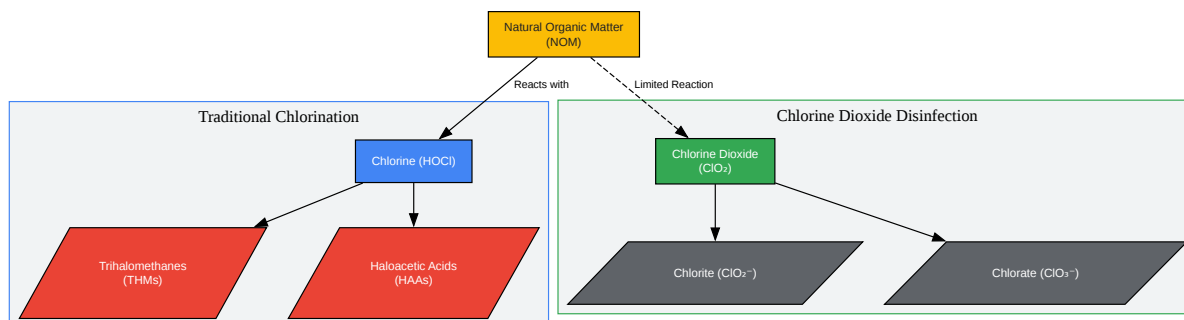 Natural Organic Matter
(NOM)
Reacts with
Limited Reaction
Traditional Chlorination
Chlorine (HOCl)
Trihalomethanes
(THMs)
Haloacetic Acids
(HAAs)
Chlorine Dioxide Disinfection
Chlorine Dioxide
(ClO₂)
Chlorite (ClO₂⁻)
Chlorate (ClO₃⁻)